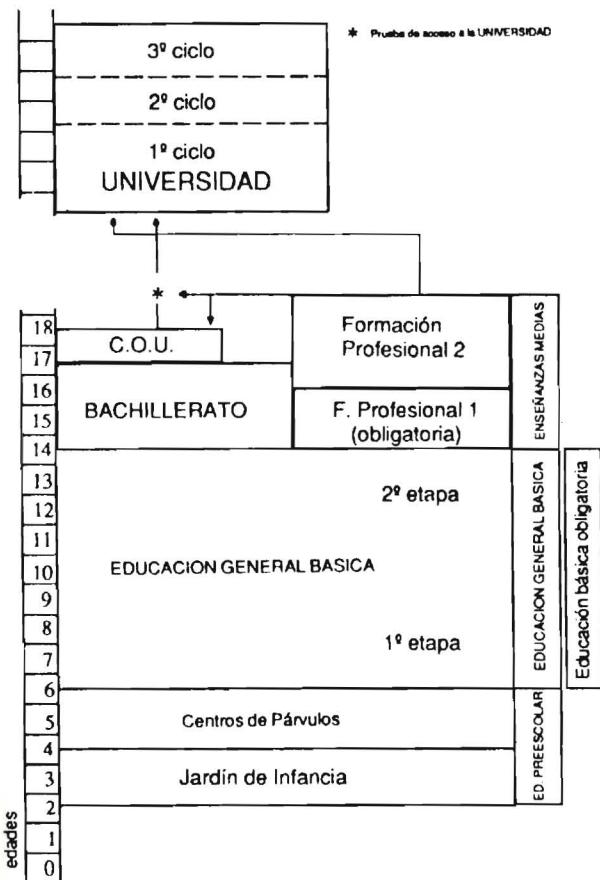 * Prueba de acceso a la UNIVERSIDAD
3º ciclo
2º ciclo
1º ciclo
UNIVERSIDAD
*
18
C.O.U.
17
Formación
Profesional 2
16
BACHILLERATO
15
F. Profesional 1
(obligatoria)
14
ENSEÑANZAS MEDIAS
13
2º etapa
12
11
10
EDUCACION GENERAL BASICA
9
8
1º etapa
7
6
EDUCACION GENERAL BASICA
Educación básica obligatoria
5
Centros de Párvulos
4
3
Jardín de Infancia
2
ED. PREESCOLAR
1
0
edades